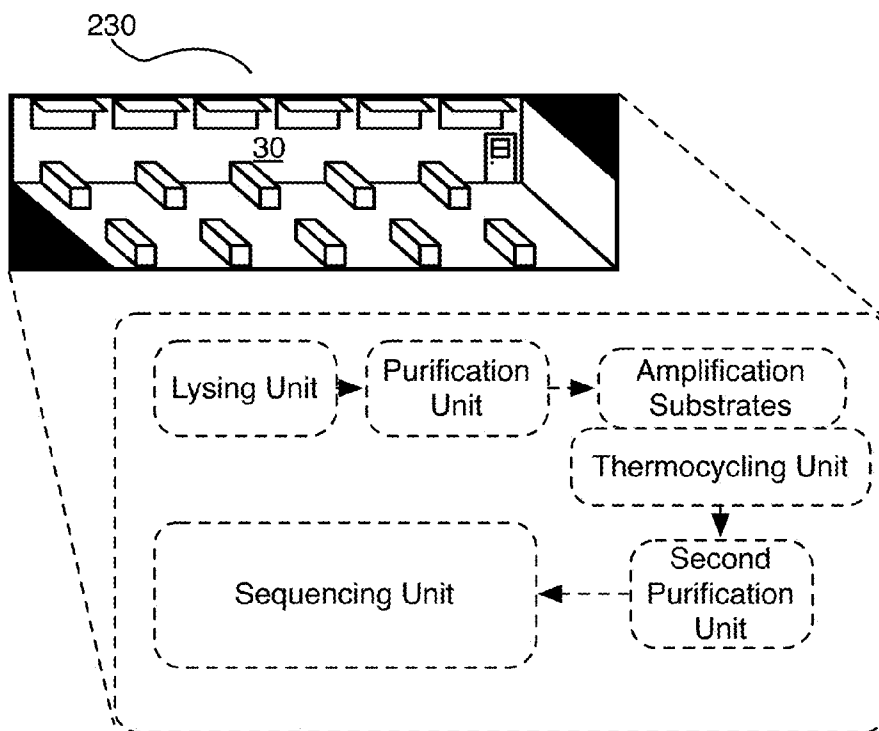 230
30
Lysing Unit
Purification
Unit
Amplification
Substrates
Thermocycling Unit
Second
Purification
Unit
Sequencing Unit